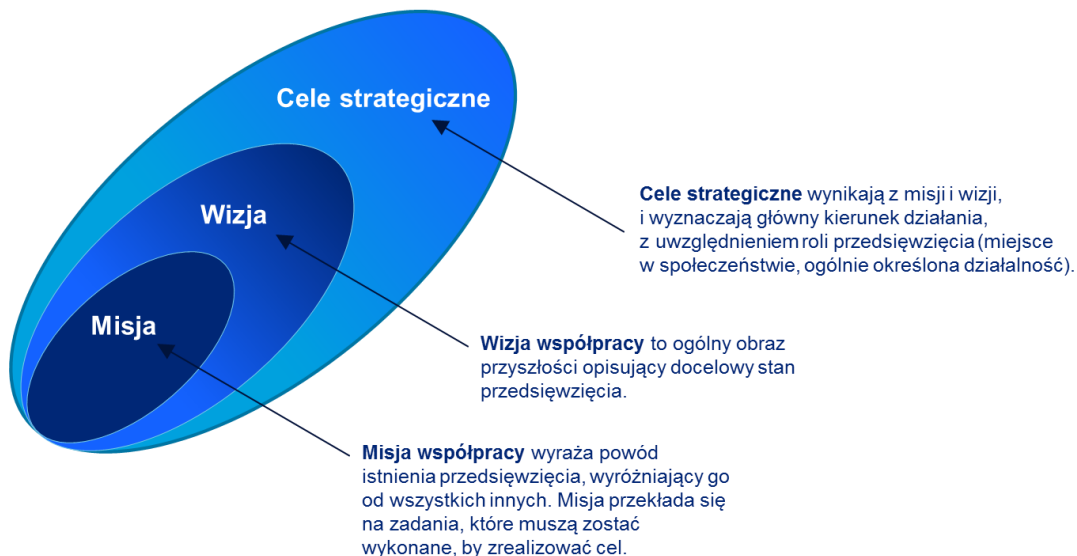 Cele strategiczne
Wizja
Misja
Cele strategiczne wynikają z misji i wizji,
i wyznaczają główny kierunek działania,
z uwzględnieniem roli przedsięwzięcia (miejsce
w społeczeństwie, ogólnie określona działalność).
Wizja współpracy to ogólny obraz
przyszłości opisujący docelowy stan
przedsięwzięcia.
Misja współpracy wyraża powód
istnienia przedsięwzięcia, wyróżniający go
od wszystkich innych. Misja przekłada się
na zadania, które muszą zostać
wykonane, by zrealizować cel.